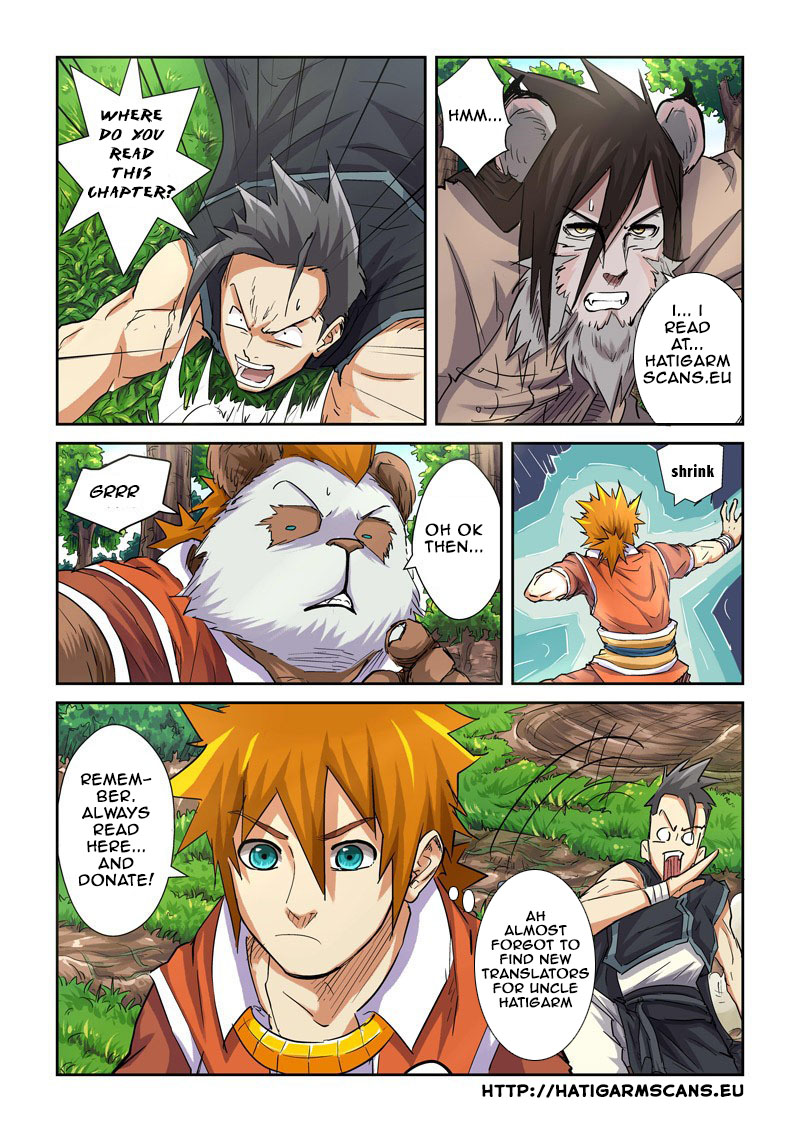 WHERE
DO YOU
READ
THIS
CHAPTER?
HMM...
I... I
READ
AT...
HATIGARM
SCANS.EU
GRRR
OH OK
THEN...
shrink
REMEM-
BER,
ALWAYS
READ
HERE...
AND
DONATE!
AH
ALMOST
FORGOT TO
FIND NEW
TRANSLATORS
FOR UNCLE
HATIGARM
HTTP://HATIGARMSCANS.EU